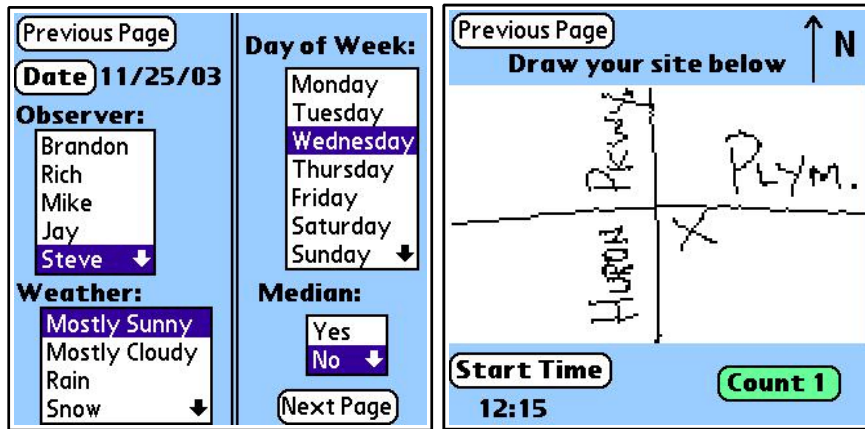 Previous Page
Date 11/25/03
Observer:
Brandon
Rich
Mike
Jay
Steve
Weather:
Mostly Sunny
Mostly Cloudy
Rain
Snow
Day of Week:
Monday
Tuesday
Wednesday
Thursday
Friday
Saturday
Sunday
Median:
Yes
No
Next Page
Previous Page
N
Draw your site below
HURON PKWY
PLYM.
X
Start Time
12:15
Count 1